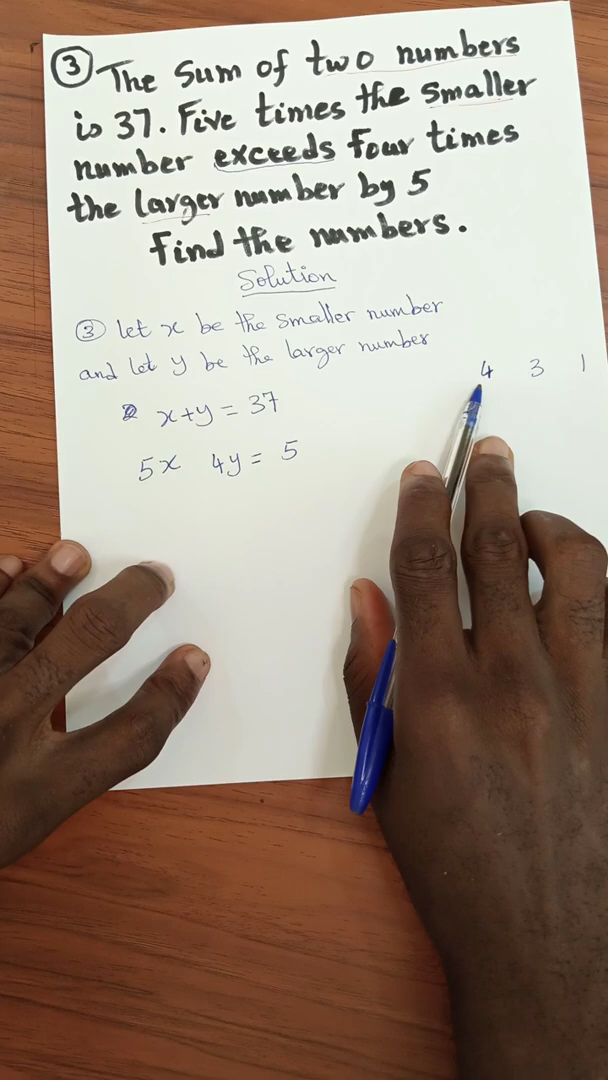 ③ The Sum of two numbers
is 37. Five times the smaller
number exceeds four times
the larger number by 5
Find the numbers.
Solution
③ let x be the smaller number
and let y be the larger number
4 3 1
x+y = 37
5x 4y = 5